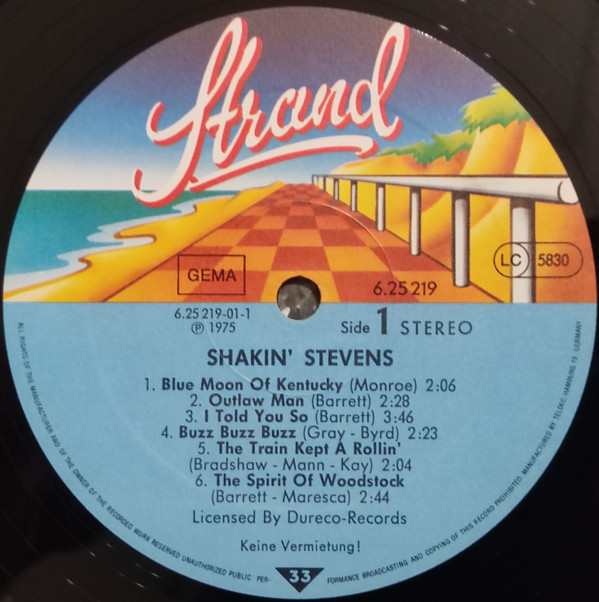 Strand
GEMA
LC 5830
6.25 219
6.25 219-01-1
Ⓟ 1975
Side 1 STEREO
SHAKIN' STEVENS
1. Blue Moon Of Kentucky (Monroe) 2:06
2. Outlaw Man (Barrett) 2:28
3. I Told You So (Barrett) 3:46
4. Buzz Buzz Buzz (Gray - Byrd) 2:23
5. The Train Kept A Rollin'
(Bradshaw - Mann - Kay) 2:04
6. The Spirit Of Woodstock
(Barrett - Maresca) 2:44
Licensed By Dureco-Records
Keine Vermietung!
33
ALL RIGHTS OF THE MANUFACTURER AND OF THE OWNER OF THE RECORDED WORK RESERVED UNAUTHORIZED PUBLIC PER- FORMANCE BROADCASTING AND COPYING OF THIS RECORD PROHIBITED. MANUFACTURED BY TELDEC, HAMBURG 19, GERMANY